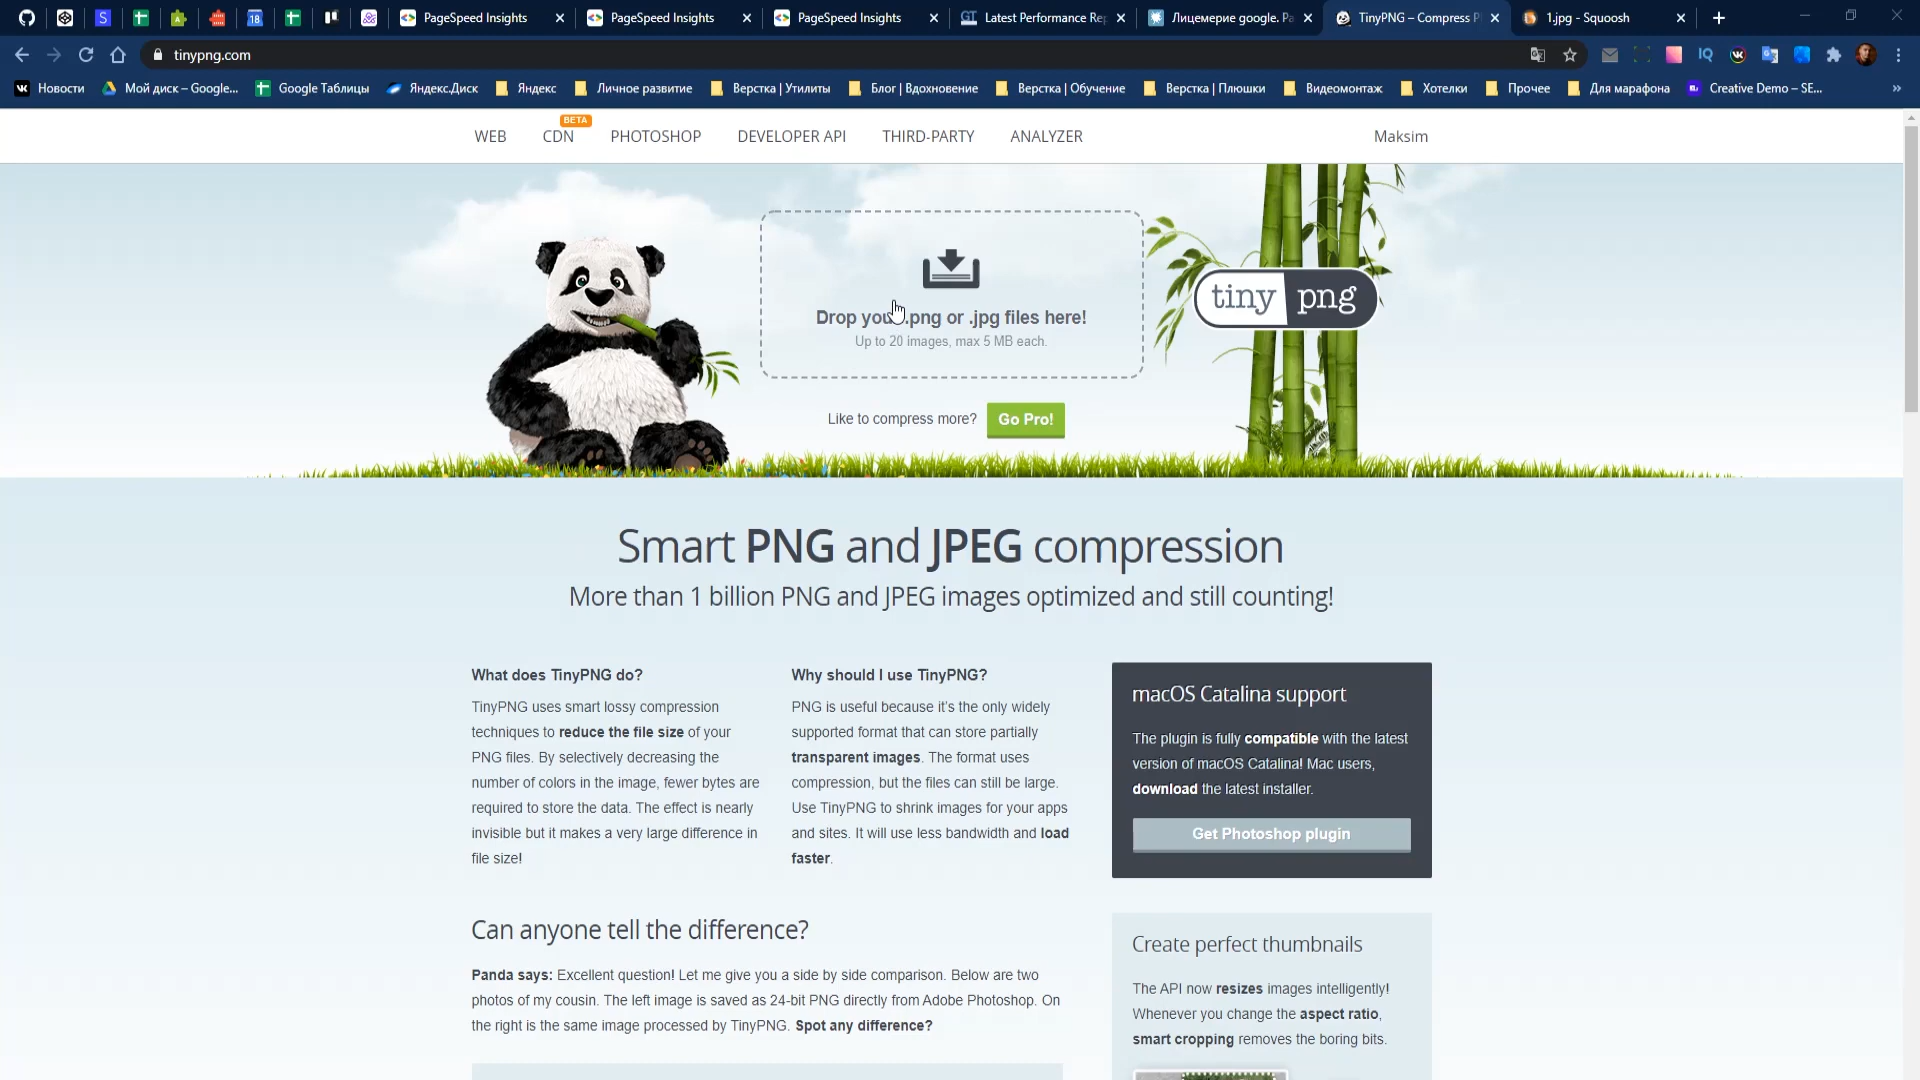 PageSpeed Insights
PageSpeed Insights
PageSpeed Insights
Latest Performance Re
Лицемерие google. Pa
TinyPNG – Compress P
1.jpg - Squoosh
tinypng.com
Новости
Мой диск – Google...
Google Таблицы
Яндекс.Диск
Яндекс
Личное развитие
Верстка | Утилиты
Блог | Вдохновение
Верстка | Обучение
Верстка | Плюшки
Видеомонтаж
Хотелки
Прочее
Для марафона
Creative Demo – SE...
WEB
CDN
BETA
PHOTOSHOP
DEVELOPER API
THIRD-PARTY
ANALYZER
Maksim
Drop your .png or .jpg files here!
Up to 20 images, max 5 MB each.
Like to compress more?
Go Pro!
tiny png
Smart PNG and JPEG compression
More than 1 billion PNG and JPEG images optimized and still counting!
What does TinyPNG do?
TinyPNG uses smart lossy compression
techniques to reduce the file size of your
PNG files. By selectively decreasing the
number of colors in the image, fewer bytes are
required to store the data. The effect is nearly
invisible but it makes a very large difference in
file size!
Why should I use TinyPNG?
PNG is useful because it's the only widely
supported format that can store partially
transparent images. The format uses
compression, but the files can still be large.
Use TinyPNG to shrink images for your apps
and sites. It will use less bandwidth and load
faster.
macOS Catalina support
The plugin is fully compatible with the latest
version of macOS Catalina! Mac users,
download the latest installer.
Get Photoshop plugin
Can anyone tell the difference?
Panda says: Excellent question! Let me give you a side by side comparison. Below are two
photos of my cousin. The left image is saved as 24-bit PNG directly from Adobe Photoshop. On
the right is the same image processed by TinyPNG. Spot any difference?
Create perfect thumbnails
The API now resizes images intelligently!
Whenever you change the aspect ratio,
smart cropping removes the boring bits.